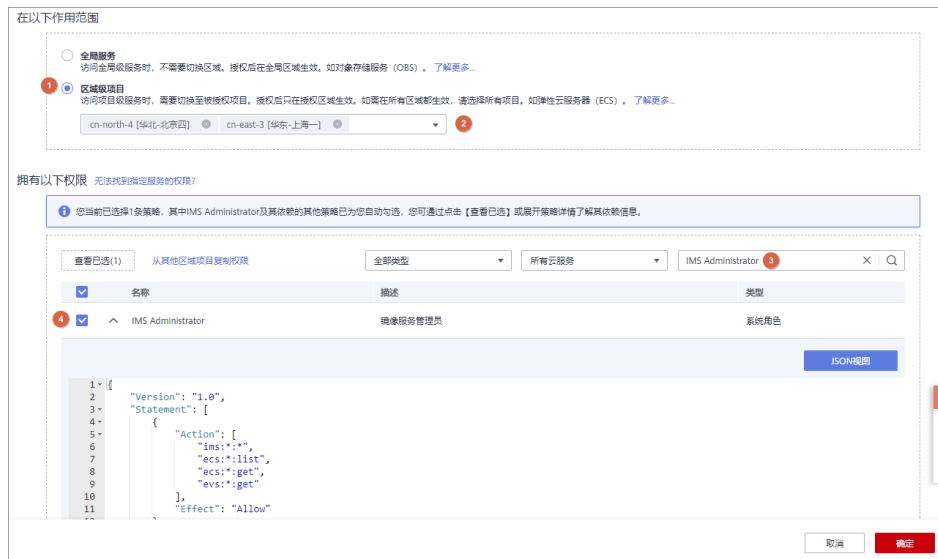 在以下作用范围
全局服务
访问全局级服务时，不需要切换区域。授权后在全局区域生效。如对象存储服务（OBS）。 了解更多...
1
区域级项目
访问项目级服务时，需要切换至被授权项目。授权后只在授权区域生效。如需在所有区域都生效，请选择所有项目。如弹性云服务器（ECS）。 了解更多...
cn-north-4 [华北-北京四] cn-east-3 [华东-上海一] 2
拥有以下权限 无法找到指定服务的权限?
您当前已选择1条策略，其中IMS Administrator及其依赖的其他策略已为您自动勾选，您可通过点击【查看已选】或展开策略详情了解其依赖信息。
查看已选(1) 从其他区域项目复制权限 全部类型 所有云服务 IMS Administrator 3
名称 描述 类型
4 IMS Administrator 镜像服务管理员 系统角色
JSON视图
1 {
2 "Version": "1.0",
3 "Statement": [
4 {
5 "Action": [
6 "ims:*:*",
7 "ecs:*:list",
8 "ecs:*:get",
9 "evs:*:get"
10 ],
11 "Effect": "Allow"
取消 确定